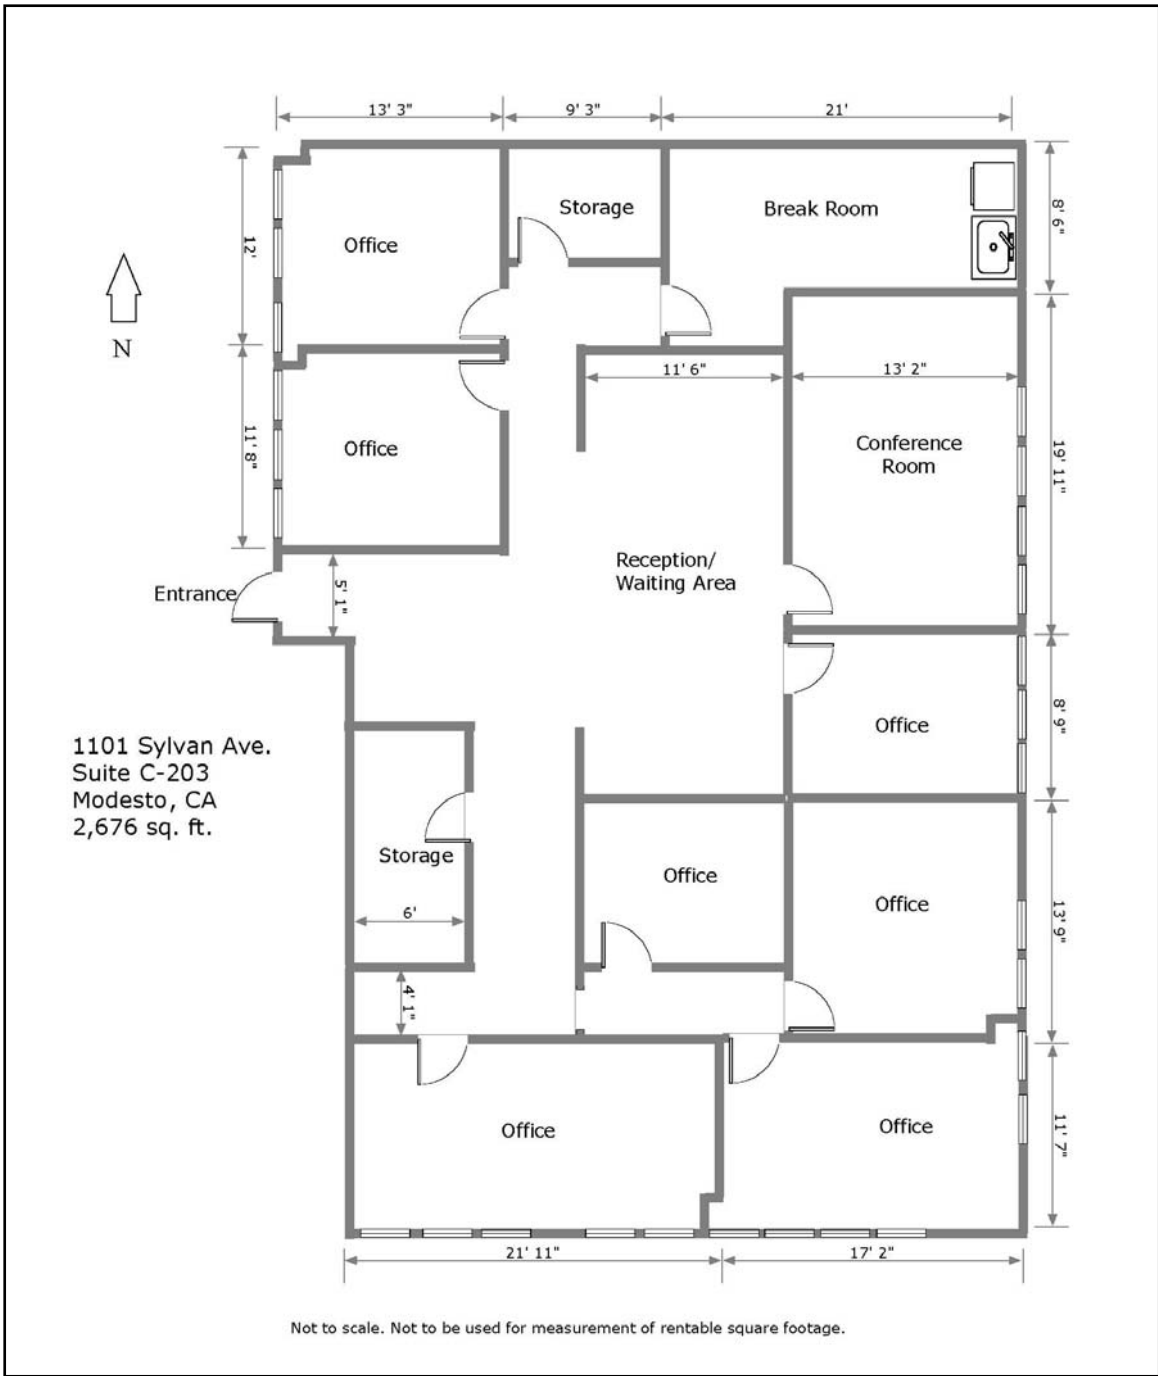 13' 3"
9' 3"
21'
Storage
Break Room
8' 6"
Office
12'
N
11' 6"
13' 2"
Office
11' 8"
Conference
Room
19' 11"
Entrance
5' 1"
Reception/
Waiting Area
Office
8' 9"
1101 Sylvan Ave.
Suite C-203
Modesto, CA
2,676 sq. ft.
Storage
6'
Office
Office
13' 9"
4' 1"
Office
Office
11' 7"
21' 11"
17' 2"
Not to scale. Not to be used for measurement of rentable square footage.